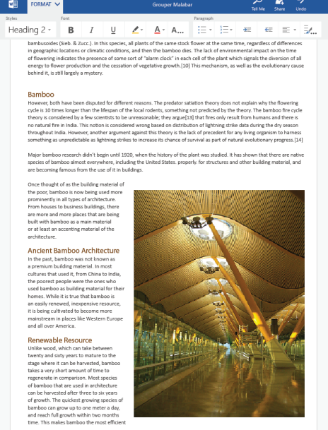 FORMAT
Grouper Malabar
Tell Me
Share
Undo
Styles
Font
Paragraph
Heading 2
B I U A A...
bambusoodes (Sieb. & Zucc.). In this species, all plants of the same stock flower at the same time, regardless of differences
in geographic locations or climatic conditions, and then the bamboo dies. The lack of environmental impact on the time
of flowering indicates the presence of some sort of "alarm clock" in each cell of the plant which signals the diversion of
energy to flower production and the cessation of vegetative growth.[10] This mechanism, as well as the evolutionary cause
behind it, is still largely a mystery.
Bamboo
However, both have been disputed for different reasons. The predator satiation theory does not explain why the flowering
cycle is 10 times longer than the lifespan of the local rodents, something not predicted by the theory. The bamboo fire cycle
theory is considered by a few scientists to be unreasonable; they argue[13] that fires only result from humans and there is
no natural fire in India. This notion is considered wrong based on distribution of lightning strike data during the dry season
throughout India. However, another argument against this theory is the lack of precedent for any living organism to harness
something as unpredictable as lightning strikes to increase its chance of survival as part of natural evolutionary progress.[14]
Major bamboo research didn't begin until 1920, when the history of the plant was studied. It has shown that there are native
species of bamboo almost everywhere, including the United States. property for structures and other building material, and
are becoming famous from the use of it in buildings.
Once thought of as the building material of
the poor, bamboo is now being used more
prominently in all types of architecture.
From houses to business buildings, there
are more and more places that are being
built with bamboo as a main material
or at least an accenting material of the
architecture.
Ancient Bamboo Architecture
In the past, bamboo was not known as
a premium building material. In most
cultures that used it, from China to India,
the poorest people were the ones who
used bamboo as building material for their
homes. While it is true that bamboo is
an easily renewed, inexpensive resource,
it is being cultivated to become more
mainstream in places like Western Europe
and all over America.
Renewable Resource
Unlike wood, which can take between
twenty and sixty years to mature to the
stage where it can be harvested, bamboo
takes a very short amount of time to
regenerate in comparison. Most species
of bamboo that are used in architecture
can be harvested after three to six years
of growth. The quickest growing species of
bamboo can grow up to one meter a day,
and reach full growth within two months
time. This makes bamboo the most efficient